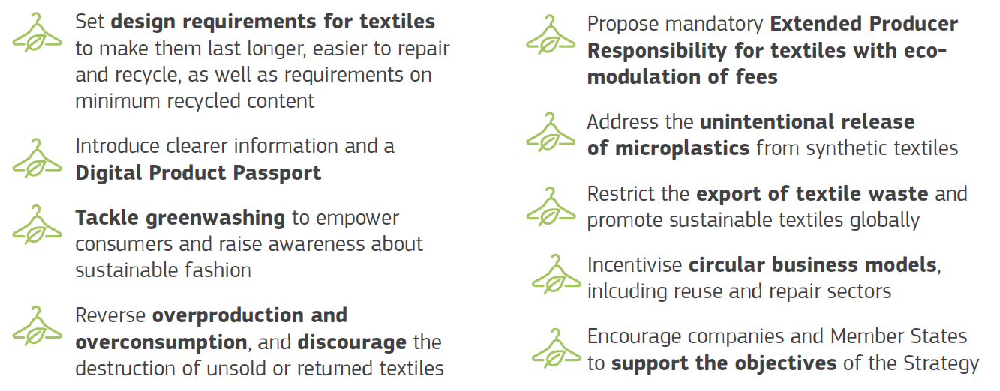 Set design requirements for textiles
to make them last longer, easier to repair
and recycle, as well as requirements on
minimum recycled content
Introduce clearer information and a
Digital Product Passport
Tackle greenwashing to empower
consumers and raise awareness about
sustainable fashion
Reverse overproduction and
overconsumption, and discourage the
destruction of unsold or returned textiles
Propose mandatory Extended Producer
Responsibility for textiles with eco-
modulation of fees
Address the unintentional release
of microplastics from synthetic textiles
Restrict the export of textile waste and
promote sustainable textiles globally
Incentivise circular business models,
inlcuding reuse and repair sectors
Encourage companies and Member States
to support the objectives of the Strategy